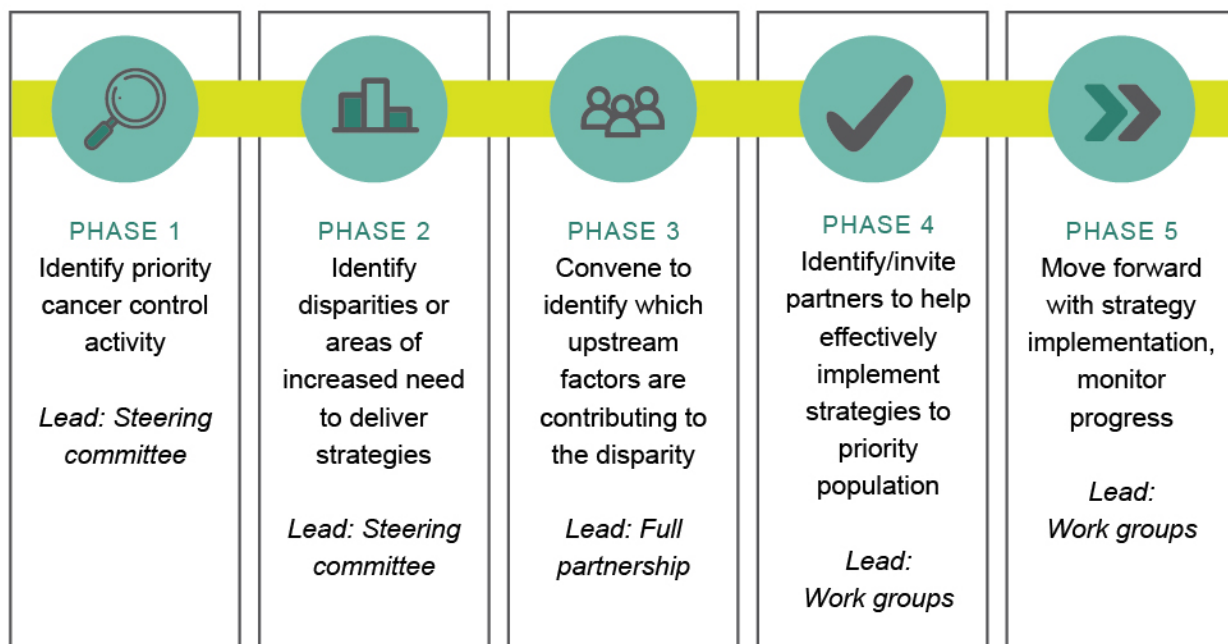 PHASE 1
Identify priority
cancer control
activity
Lead: Steering
committee
PHASE 2
Identify
disparities or
areas of
increased need
to deliver
strategies
Lead: Steering
committee
PHASE 3
Convene to
identify which
upstream
factors are
contributing to
the disparity
Lead: Full
partnership
PHASE 4
Identify/invite
partners to help
effectively
implement
strategies to
priority
population
Lead:
Work groups
PHASE 5
Move forward
with strategy
implementation,
monitor
progress
Lead:
Work groups